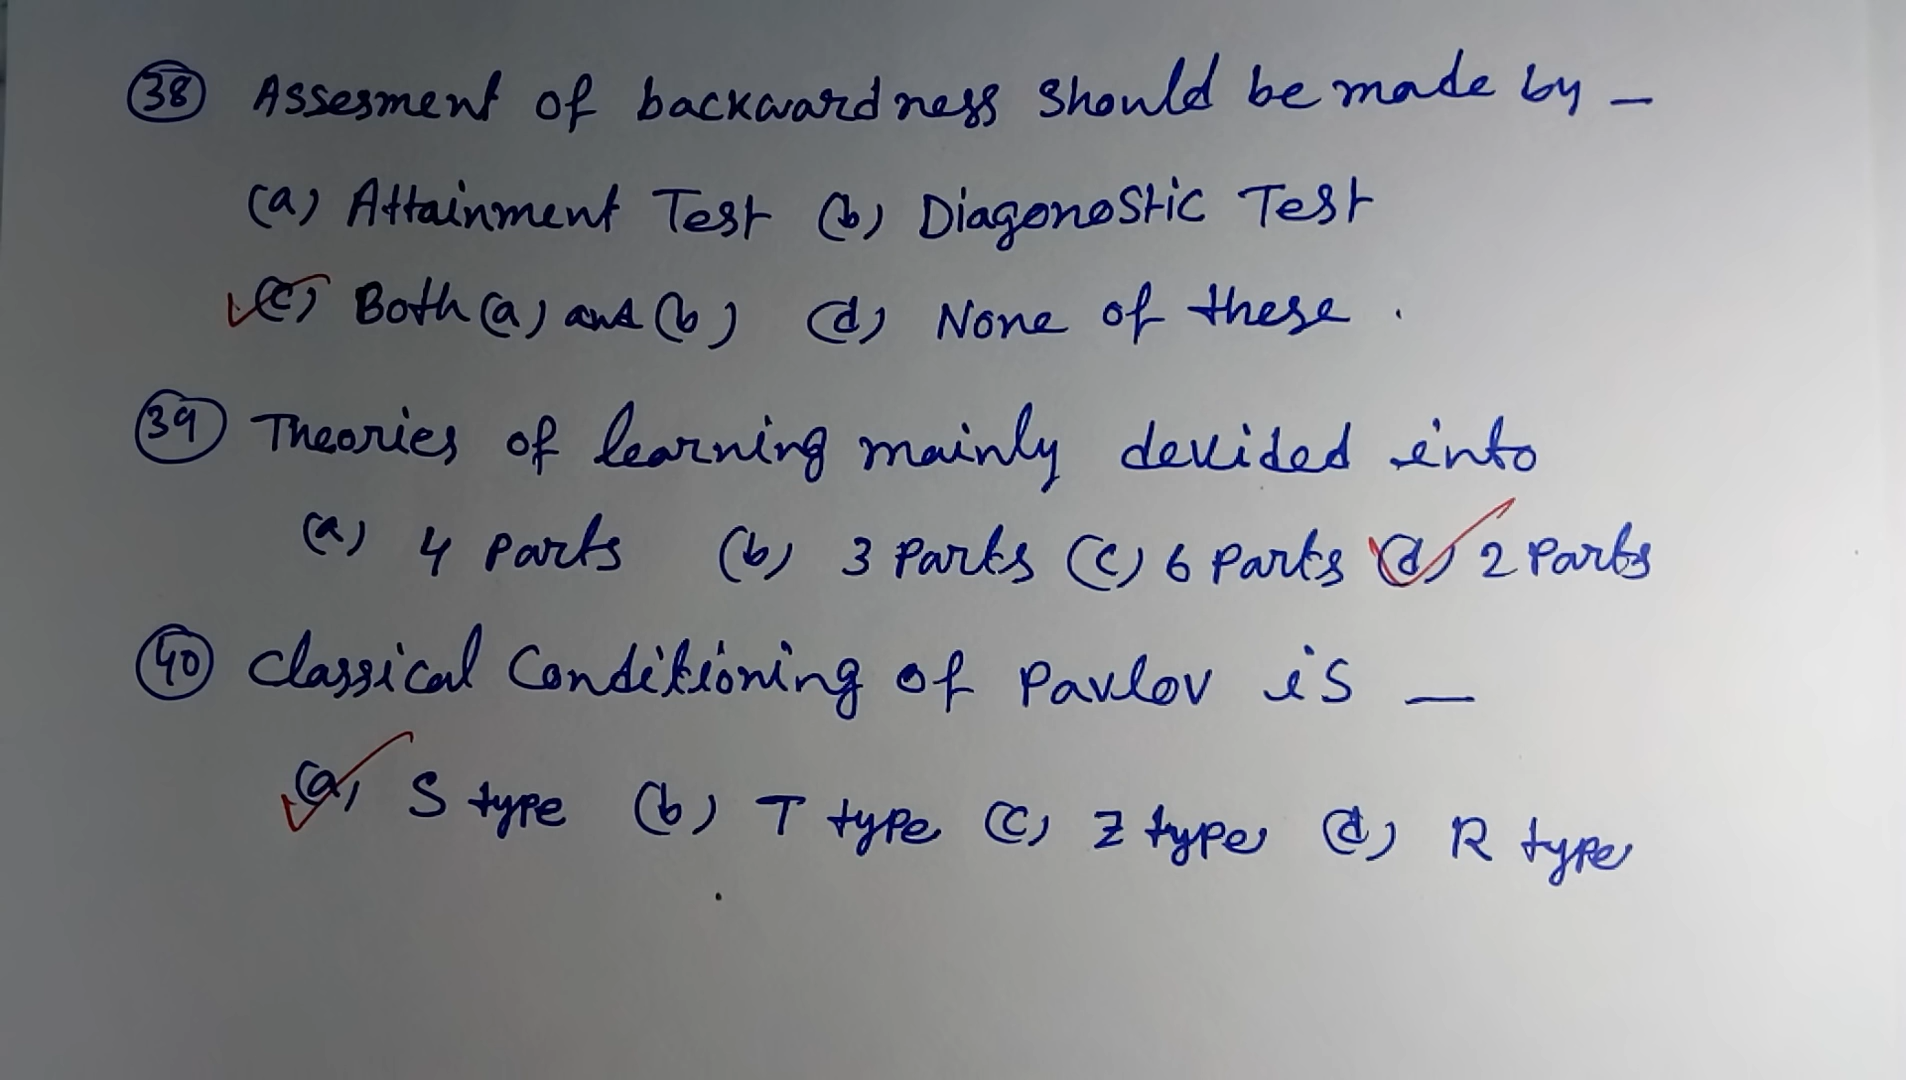 38 Assesment of backwardness should be made by –
(a) Attainment Test (b) Diagonostic Test
(c) Both (a) and (b) (d) None of these.
39 Theories of learning mainly devided into
(a) 4 Parts (b) 3 Parts (c) 6 Parts (d) 2 Parts
40 Classical Conditioning of Pavlov is —
(a) S type (b) T type (c) Z type (d) R type